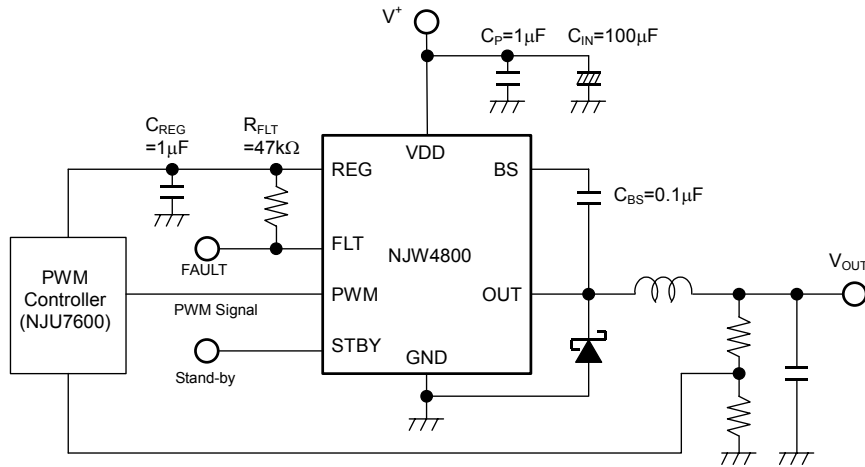 V+
CP=1μF
CIN=100μF
CREG
=1μF
RFLT
=47kΩ
VDD
REG
BS
CBS=0.1μF
FLT
FAULT
NJW4800
PWM
Controller
(NJU7600)
PWM
PWM Signal
OUT
VOUT
STBY
GND
Stand-by